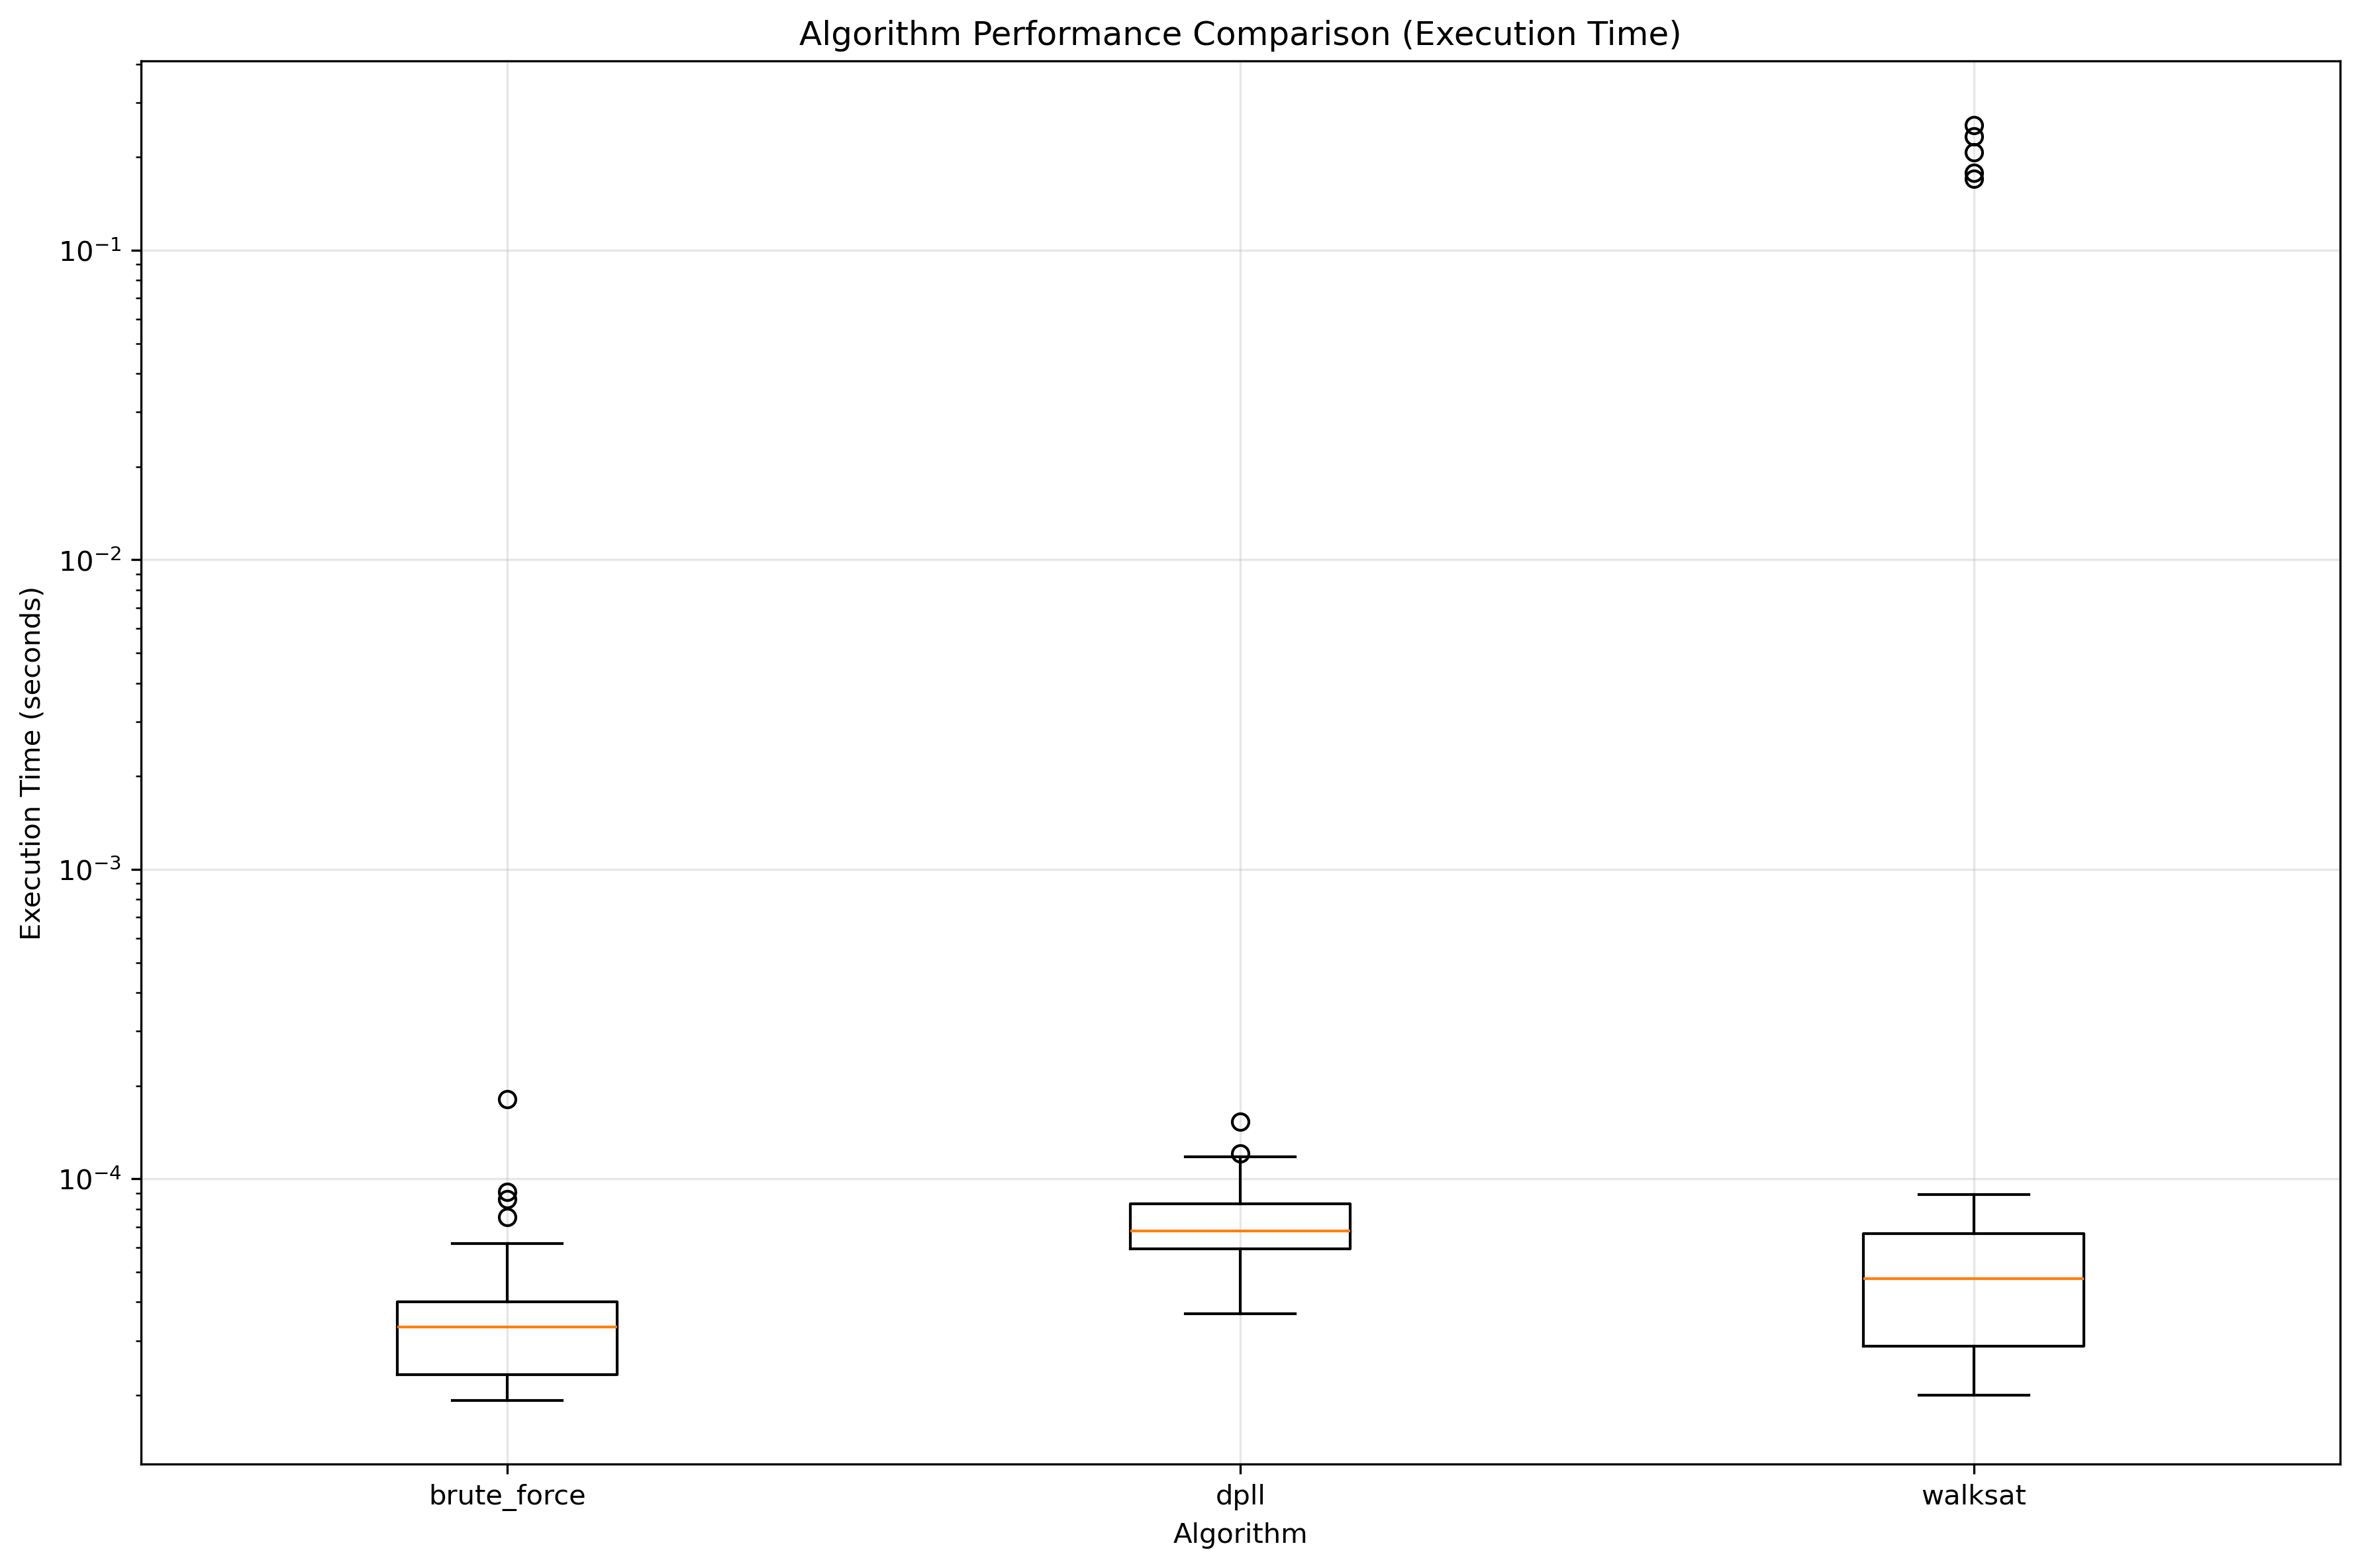 Algorithm Performance Comparison (Execution Time)
Execution Time (seconds)
10⁻¹
10⁻²
10⁻³
10⁻⁴
brute_force
dpll
walksat
Algorithm